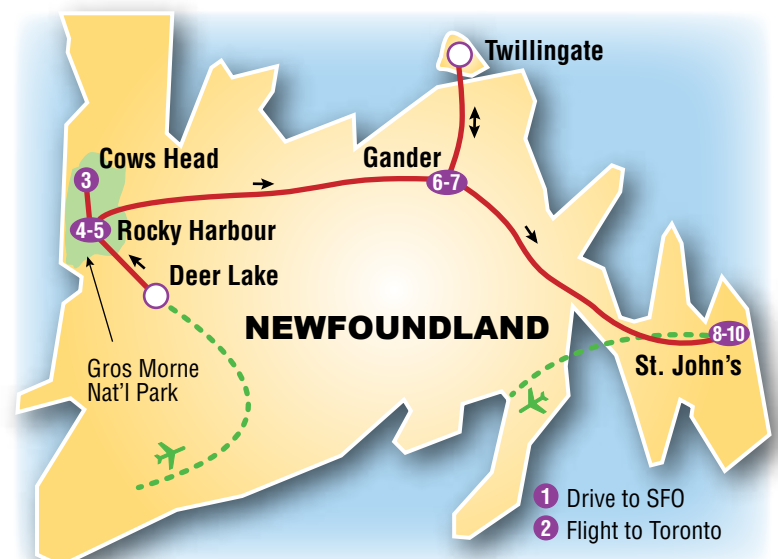 Twillingate
Cows Head
3
Gander
6-7
4-5 Rocky Harbour
Deer Lake
NEWFOUNDLAND
8-10
St. John's
Gros Morne
Nat'l Park
1 Drive to SFO
2 Flight to Toronto